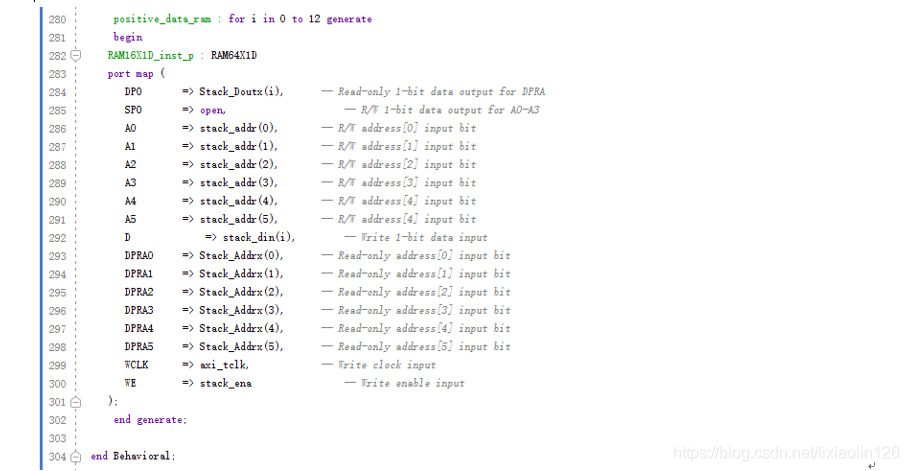 280 positive_data_ram : for i in 0 to 12 generate
281 begin
282 RAM16X1D_inst_p : RAM64X1D
283 port map (
284 DPO => Stack_Doutx(i), -- Read-only 1-bit data output for DPRA
285 SPO => open, -- R/W 1-bit data output for A0-A3
286 A0 => stack_addr(0), -- R/W address[0] input bit
287 A1 => stack_addr(1), -- R/W address[1] input bit
288 A2 => stack_addr(2), -- R/W address[2] input bit
289 A3 => stack_addr(3), -- R/W address[3] input bit
290 A4 => stack_addr(4), -- R/W address[4] input bit
291 A5 => stack_addr(5), -- R/W address[4] input bit
292 D => stack_din(i), -- Write 1-bit data input
293 DPRA0 => Stack_Addrx(0), -- Read-only address[0] input bit
294 DPRA1 => Stack_Addrx(1), -- Read-only address[1] input bit
295 DPRA2 => Stack_Addrx(2), -- Read-only address[2] input bit
296 DPRA3 => Stack_Addrx(3), -- Read-only address[3] input bit
297 DPRA4 => Stack_Addrx(4), -- Read-only address[4] input bit
298 DPRA5 => Stack_Addrx(5), -- Read-only address[5] input bit
299 WCLK => axi_tclk, -- Write clock input
300 WE => stack_ena -- Write enable input
301 );
302 end generate;
303
304 end Behavioral;
https://blog.csdn.net/lixiaolin126